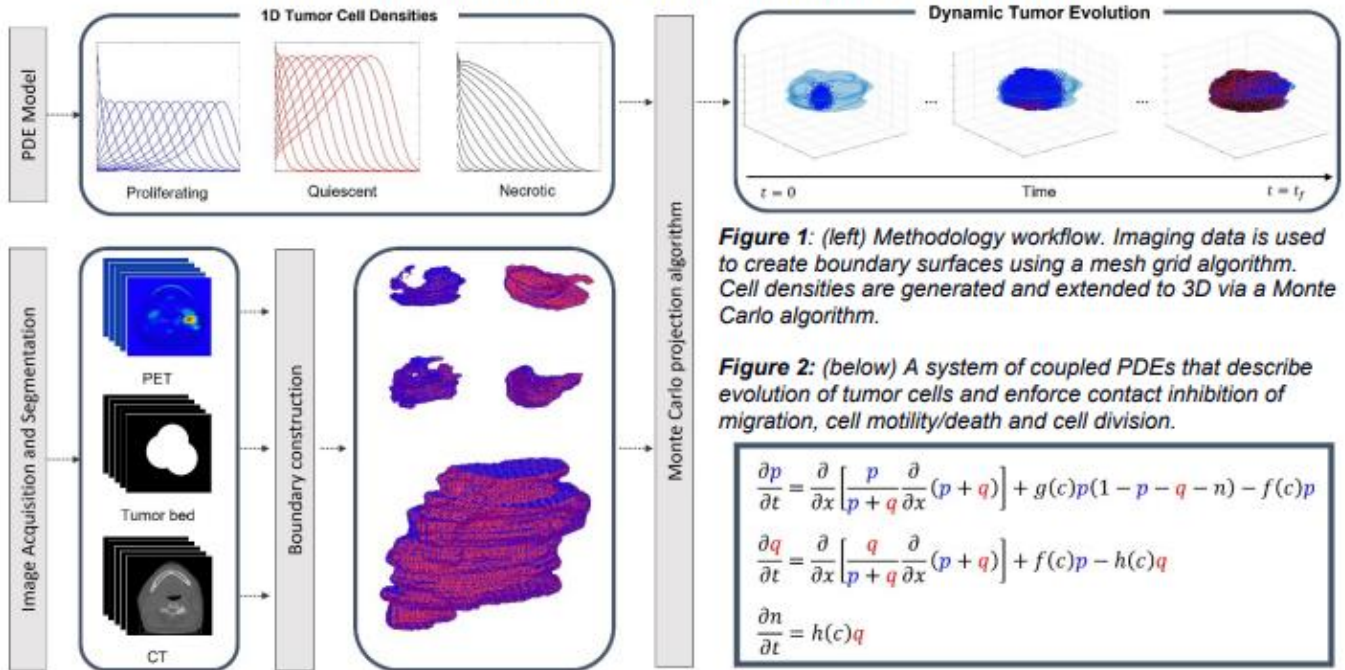 1D Tumor Cell Densities
PDE Model
Proliferating
Quiescent
Necrotic
Image Acquisition and Segmentation
PET
Tumor bed
CT
Boundary construction
Monte Carlo projection algorithm
Dynamic Tumor Evolution
...
...
t = 0
Time
t = t_f
Figure 1: (left) Methodology workflow. Imaging data is used
to create boundary surfaces using a mesh grid algorithm.
Cell densities are generated and extended to 3D via a Monte
Carlo algorithm.
Figure 2: (below) A system of coupled PDEs that describe
evolution of tumor cells and enforce contact inhibition of
migration, cell motility/death and cell division.
∂p/∂t = ∂/∂x[p/(p + q) ∂/∂x (p + q)] + g(c)p(1 − p − q − n) − f(c)p
∂q/∂t = ∂/∂x[q/(p + q) ∂/∂x (p + q)] + f(c)p − h(c)q
∂n/∂t = h(c)q